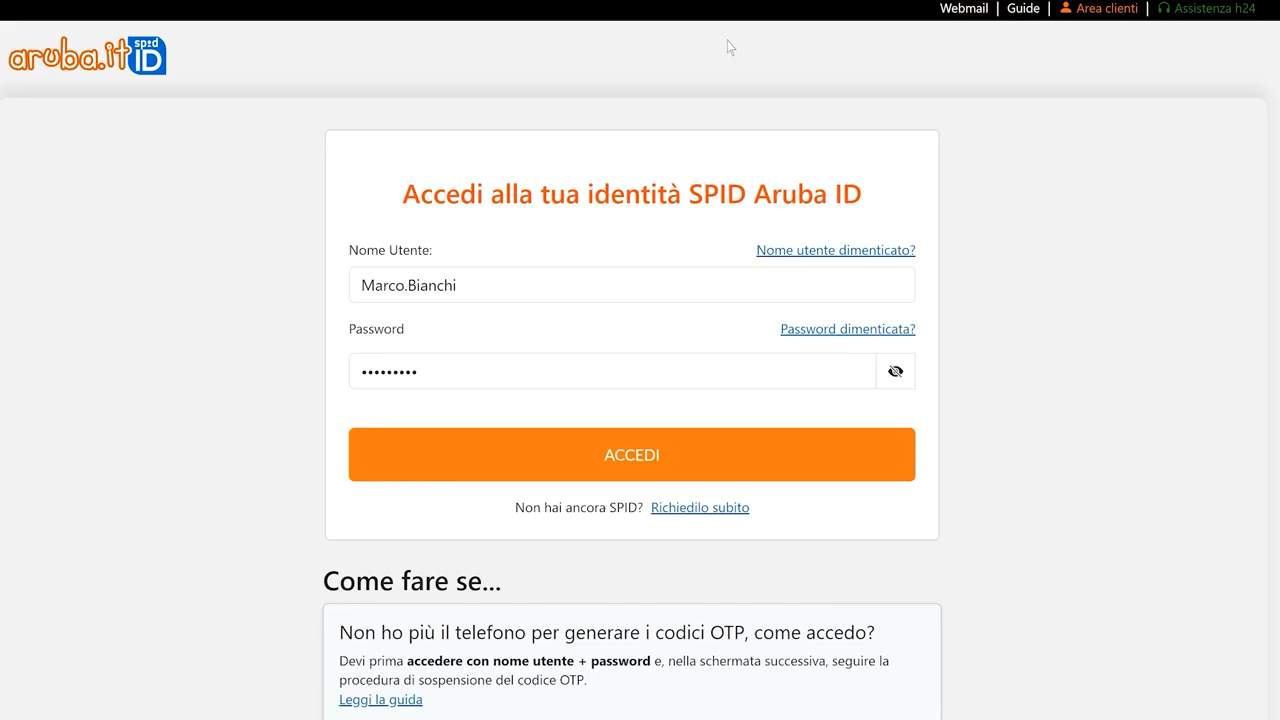 Webmail | Guide | Area clienti | Assistenza h24
aruba.it spid ID
Accedi alla tua identità SPID Aruba ID
Nome Utente: Nome utente dimenticato?
Marco.Bianchi
Password Password dimenticata?
•••••••••
ACCEDI
Non hai ancora SPID? Richiedilo subito
Come fare se...
Non ho più il telefono per generare i codici OTP, come accedo?
Devi prima accedere con nome utente + password e, nella schermata successiva, seguire la
procedura di sospensione del codice OTP.
Leggi la guida